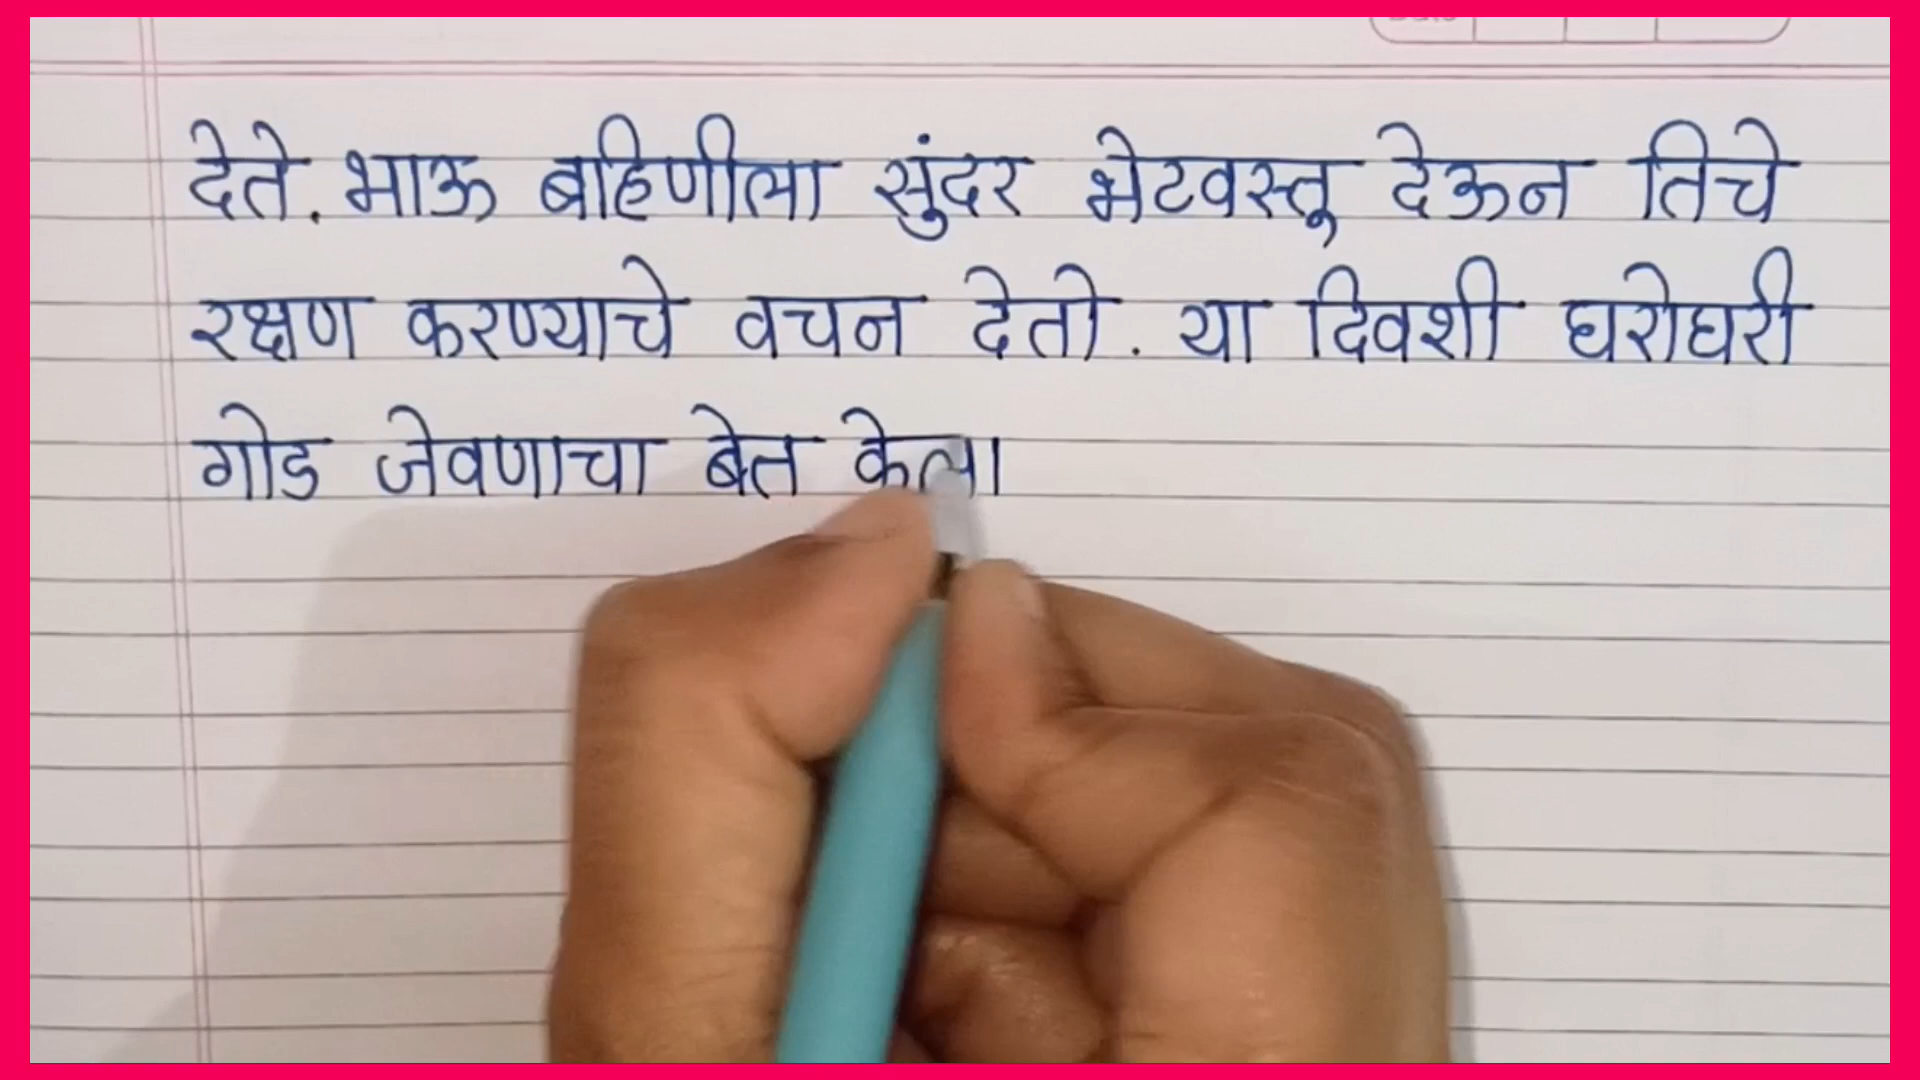 देते. भाऊ बहिणीला सुंदर भेटवस्तू देऊन तिचे
रक्षण करण्याचे वचन देतो. या दिवशी घरोघरी
गोड जेवणाचा बेत केला